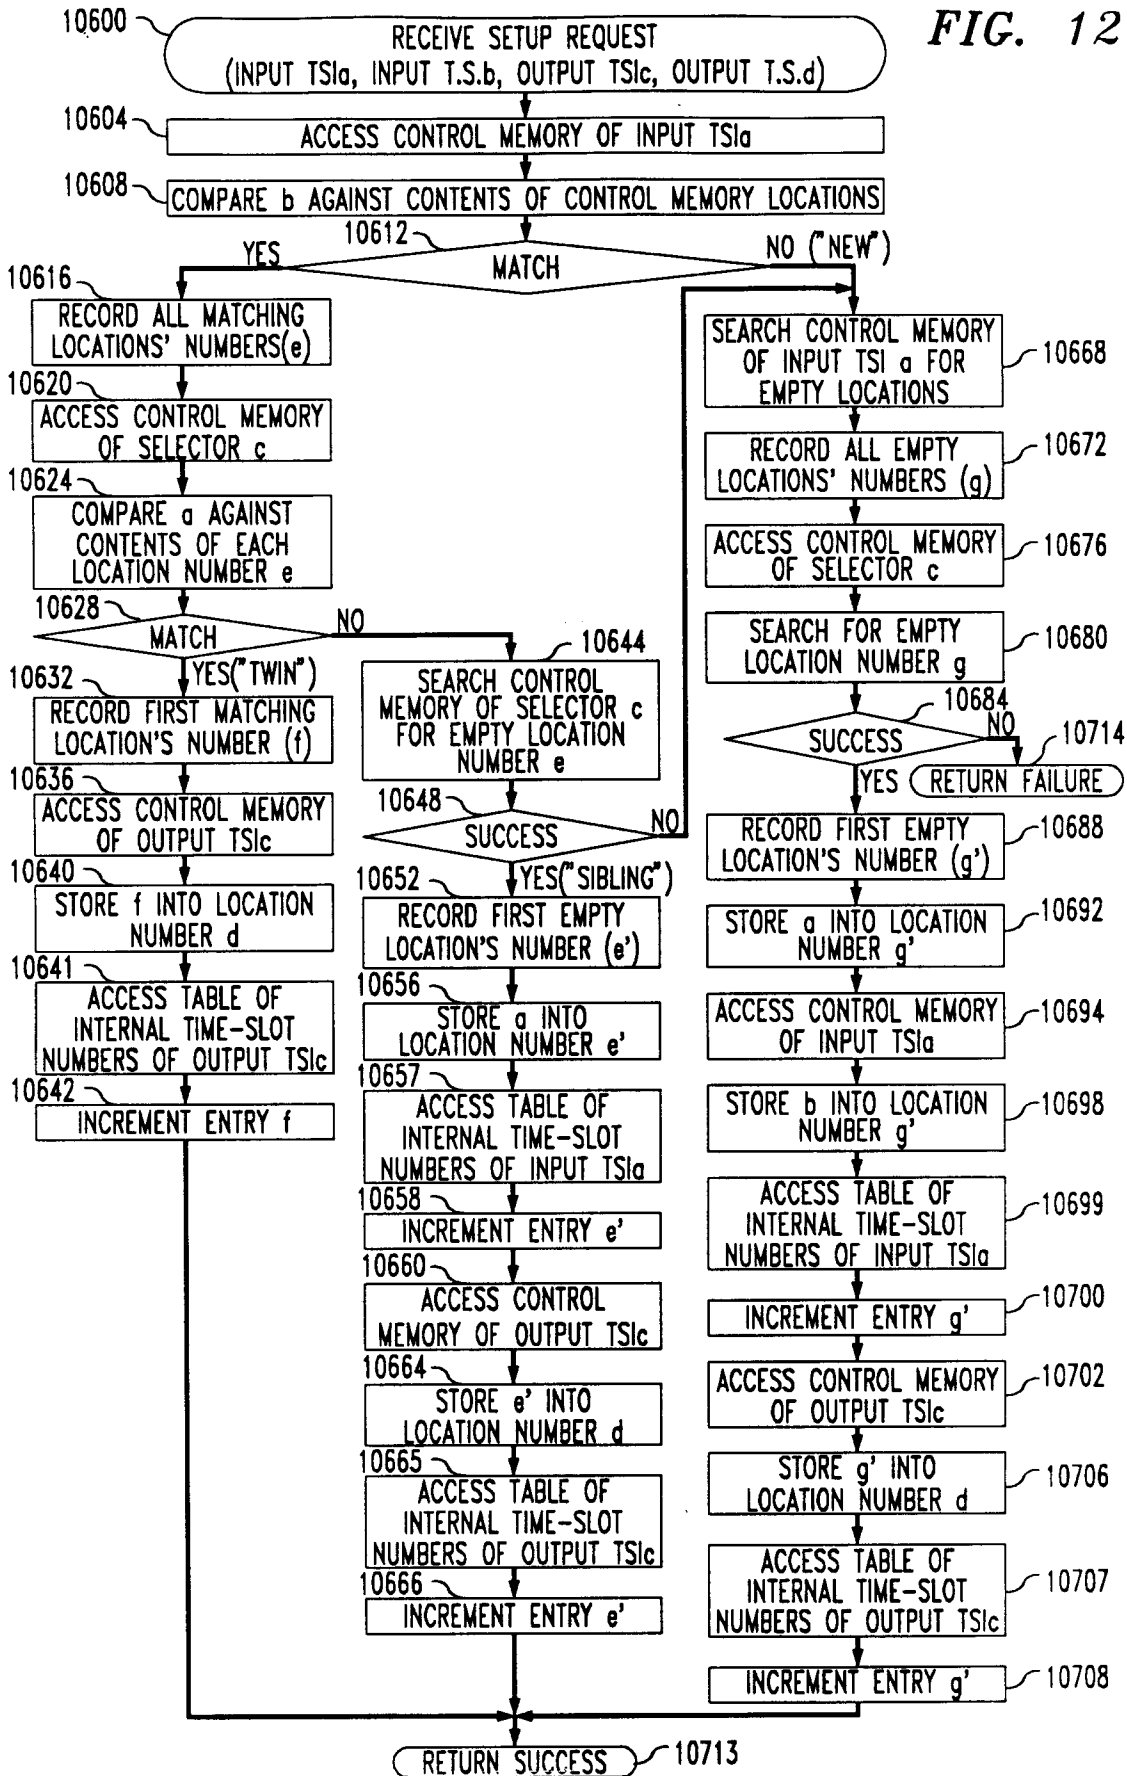 FIG. 12
10600
RECEIVE SETUP REQUEST
(INPUT TSIa, INPUT T.S.b, OUTPUT TSIc, OUTPUT T.S.d)
10604
ACCESS CONTROL MEMORY OF INPUT TSIa
10608
COMPARE b AGAINST CONTENTS OF CONTROL MEMORY LOCATIONS
10612
MATCH
YES
NO ("NEW")
10616
RECORD ALL MATCHING
LOCATIONS' NUMBERS(e)
10620
ACCESS CONTROL MEMORY
OF SELECTOR c
10624
COMPARE a AGAINST
CONTENTS OF EACH
LOCATION NUMBER e
10628
MATCH
NO
YES("TWIN")
10632
RECORD FIRST MATCHING
LOCATION'S NUMBER (f)
10636
ACCESS CONTROL MEMORY
OF OUTPUT TSIc
10640
STORE f INTO LOCATION
NUMBER d
10641
ACCESS TABLE OF
INTERNAL TIME-SLOT
NUMBERS OF OUTPUT TSIc
10642
INCREMENT ENTRY f
10644
SEARCH CONTROL
MEMORY OF SELECTOR c
FOR EMPTY LOCATION
NUMBER e
10648
SUCCESS
NO
YES("SIBLING")
10652
RECORD FIRST EMPTY
LOCATION'S NUMBER (e')
10656
STORE a INTO
LOCATION NUMBER e'
10657
ACCESS TABLE OF
INTERNAL TIME-SLOT
NUMBERS OF INPUT TSIa
10658
INCREMENT ENTRY e'
10660
ACCESS CONTROL
MEMORY OF OUTPUT TSIc
10664
STORE e' INTO
LOCATION NUMBER d
10665
ACCESS TABLE OF
INTERNAL TIME-SLOT
NUMBERS OF OUTPUT TSIc
10666
INCREMENT ENTRY e'
SEARCH CONTROL MEMORY
OF INPUT TSI a FOR
EMPTY LOCATIONS
10668
RECORD ALL EMPTY
LOCATIONS' NUMBERS (g)
10672
ACCESS CONTROL MEMORY
OF SELECTOR c
10676
SEARCH FOR EMPTY
LOCATION NUMBER g
10680
10684
SUCCESS
NO
10714
YES
RETURN FAILURE
RECORD FIRST EMPTY
LOCATION'S NUMBER (g')
10688
STORE a INTO LOCATION
NUMBER g'
10692
ACCESS CONTROL MEMORY
OF INPUT TSIa
10694
STORE b INTO LOCATION
NUMBER g'
10698
ACCESS TABLE OF
INTERNAL TIME-SLOT
NUMBERS OF INPUT TSIa
10699
INCREMENT ENTRY g'
10700
ACCESS CONTROL MEMORY
OF OUTPUT TSIc
10702
STORE g' INTO
LOCATION NUMBER d
10706
ACCESS TABLE OF
INTERNAL TIME-SLOT
NUMBERS OF OUTPUT TSIc
10707
INCREMENT ENTRY g'
10708
RETURN SUCCESS
10713